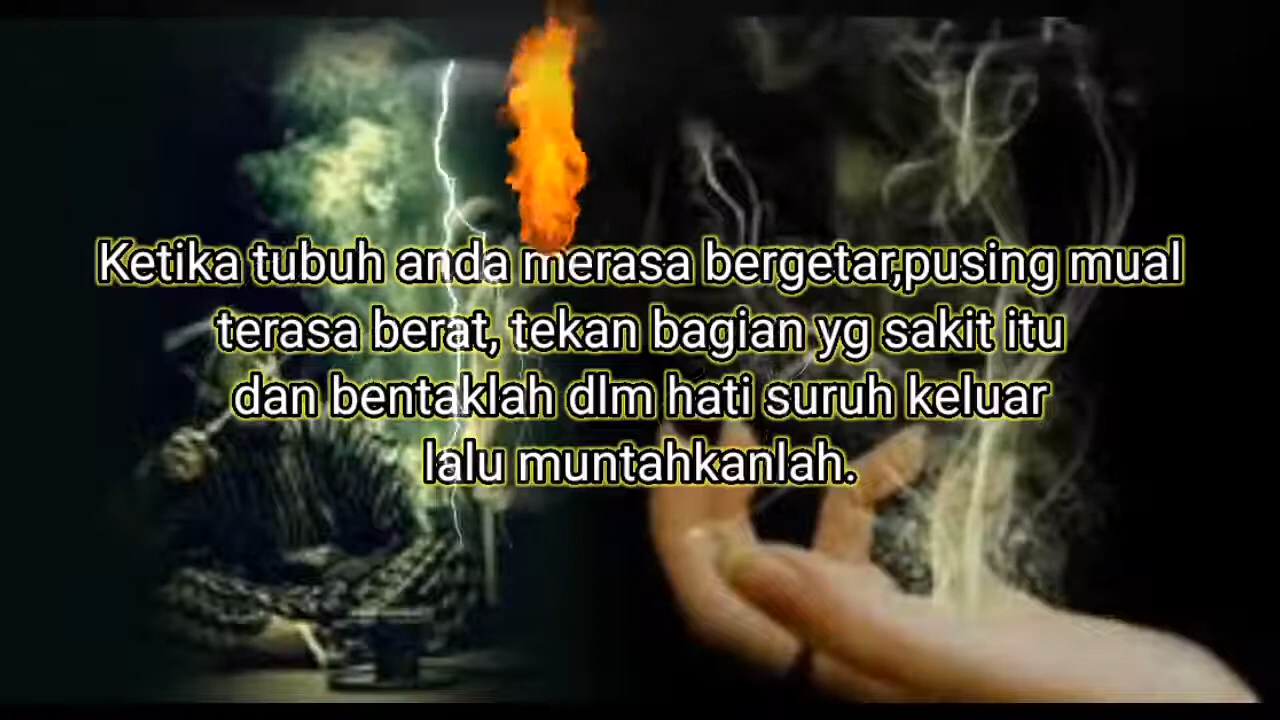 Ketika tubuh anda merasa bergetar,pusing mual
terasa berat, tekan bagian yg sakit itu
dan bentaklah dlm hati suruh keluar
lalu muntahkanlah.